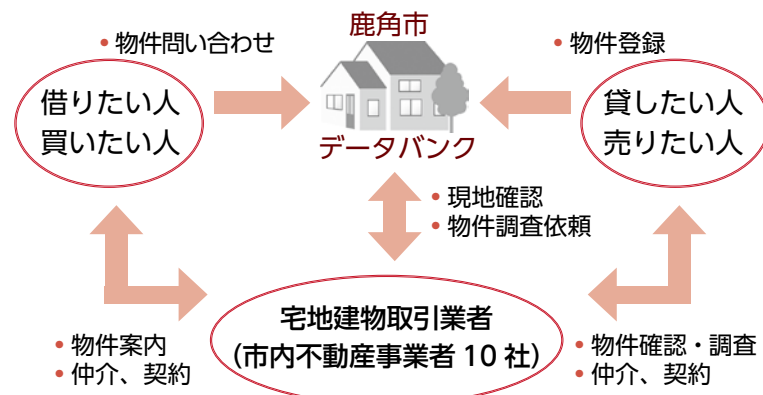 鹿角市
データバンク
• 物件問い合わせ
• 物件登録
借りたい人
買いたい人
貸したい人
売りたい人
• 現地確認
• 物件調査依頼
宅地建物取引業者
（市内不動産事業者 10 社）
• 物件案内
• 仲介、契約
• 物件確認・調査
• 仲介、契約